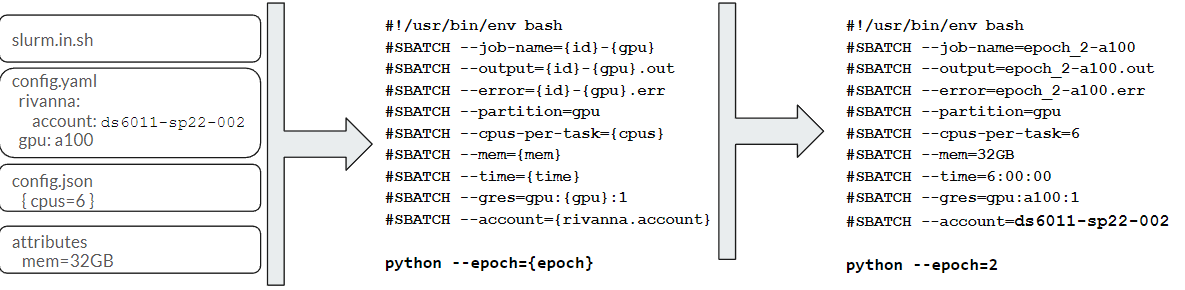 slurm.in.sh
config.yaml
rivanna:
account: ds6011-sp22-002
gpu: a100
config.json
{ cpus=6 }
attributes
mem=32GB
#!/usr/bin/env bash
#SBATCH --job-name={id}-{gpu}
#SBATCH --output={id}-{gpu}.out
#SBATCH --error={id}-{gpu}.err
#SBATCH --partition=gpu
#SBATCH --cpus-per-task={cpus}
#SBATCH --mem={mem}
#SBATCH --time={time}
#SBATCH --gres=gpu:{gpu}:1
#SBATCH --account={rivanna.account}
python --epoch={epoch}
#!/usr/bin/env bash
#SBATCH --job-name=epoch_2-a100
#SBATCH --output=epoch_2-a100.out
#SBATCH --error=epoch_2-a100.err
#SBATCH --partition=gpu
#SBATCH --cpus-per-task=6
#SBATCH --mem=32GB
#SBATCH --time=6:00:00
#SBATCH --gres=gpu:a100:1
#SBATCH --account=ds6011-sp22-002
python --epoch=2